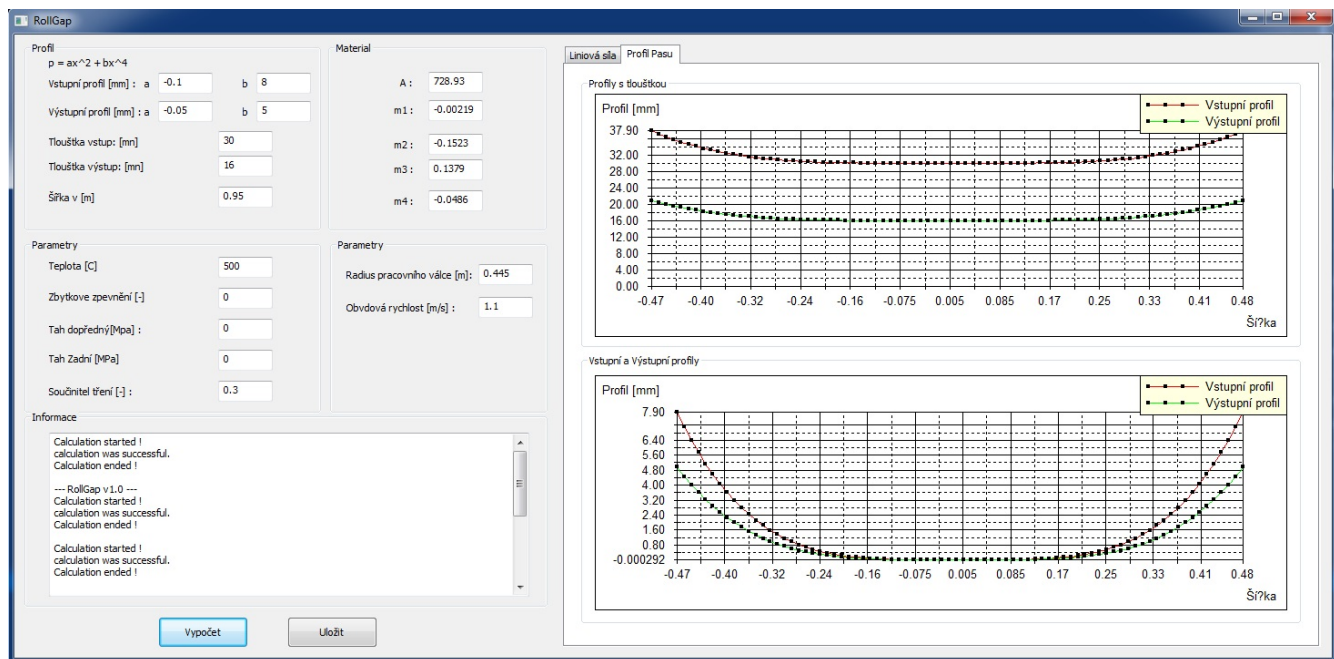 RollGap
Profil
p = ax^2 + bx^4
Vstupní profil [mm] : a -0.1 b 8
Výstupní profil [mm] : a -0.05 b 5
Tlouštka vstup: [mn] 30
Tlouštka výstup: [mn] 16
Šířka v [m] 0.95
Material
A : 728.93
m1 : -0.00219
m2 : -0.1523
m3 : 0.1379
m4 : -0.0486
Parametry
Teplota [C] 500
Zbytkove zpevnění [-] 0
Tah dopředný[Mpa] : 0
Tah Zadní [MPa] 0
Součinitel tření [-] : 0.3
Parametry
Radius pracovního válce [m]: 0.445
Obvdová rychlost [m/s] : 1.1
Informace
Calculation started !
calculation was successful.
Calculation ended !
--- RollGap v1.0 ---
Calculation started !
calculation was successful.
Calculation ended !
Calculation started !
calculation was successful.
Calculation ended !
Vypočet Uložit
Liniová síla Profil Pasu
Profily s tlouštkou
Profil [mm]
Vstupní profil
Výstupní profil
37.90
32.00
28.00
24.00
20.00
16.00
12.00
8.00
4.00
0.00
-0.47 -0.40 -0.32 -0.24 -0.16 -0.075 0.005 0.085 0.17 0.25 0.33 0.41 0.48
Ší?ka
Vstupní a Výstupní profily
Profil [mm]
Vstupní profil
Výstupní profil
7.90
6.40
5.60
4.80
4.00
3.20
2.40
1.60
0.80
-0.000292
-0.47 -0.40 -0.32 -0.24 -0.16 -0.075 0.005 0.085 0.17 0.25 0.33 0.41 0.48
Ší?ka